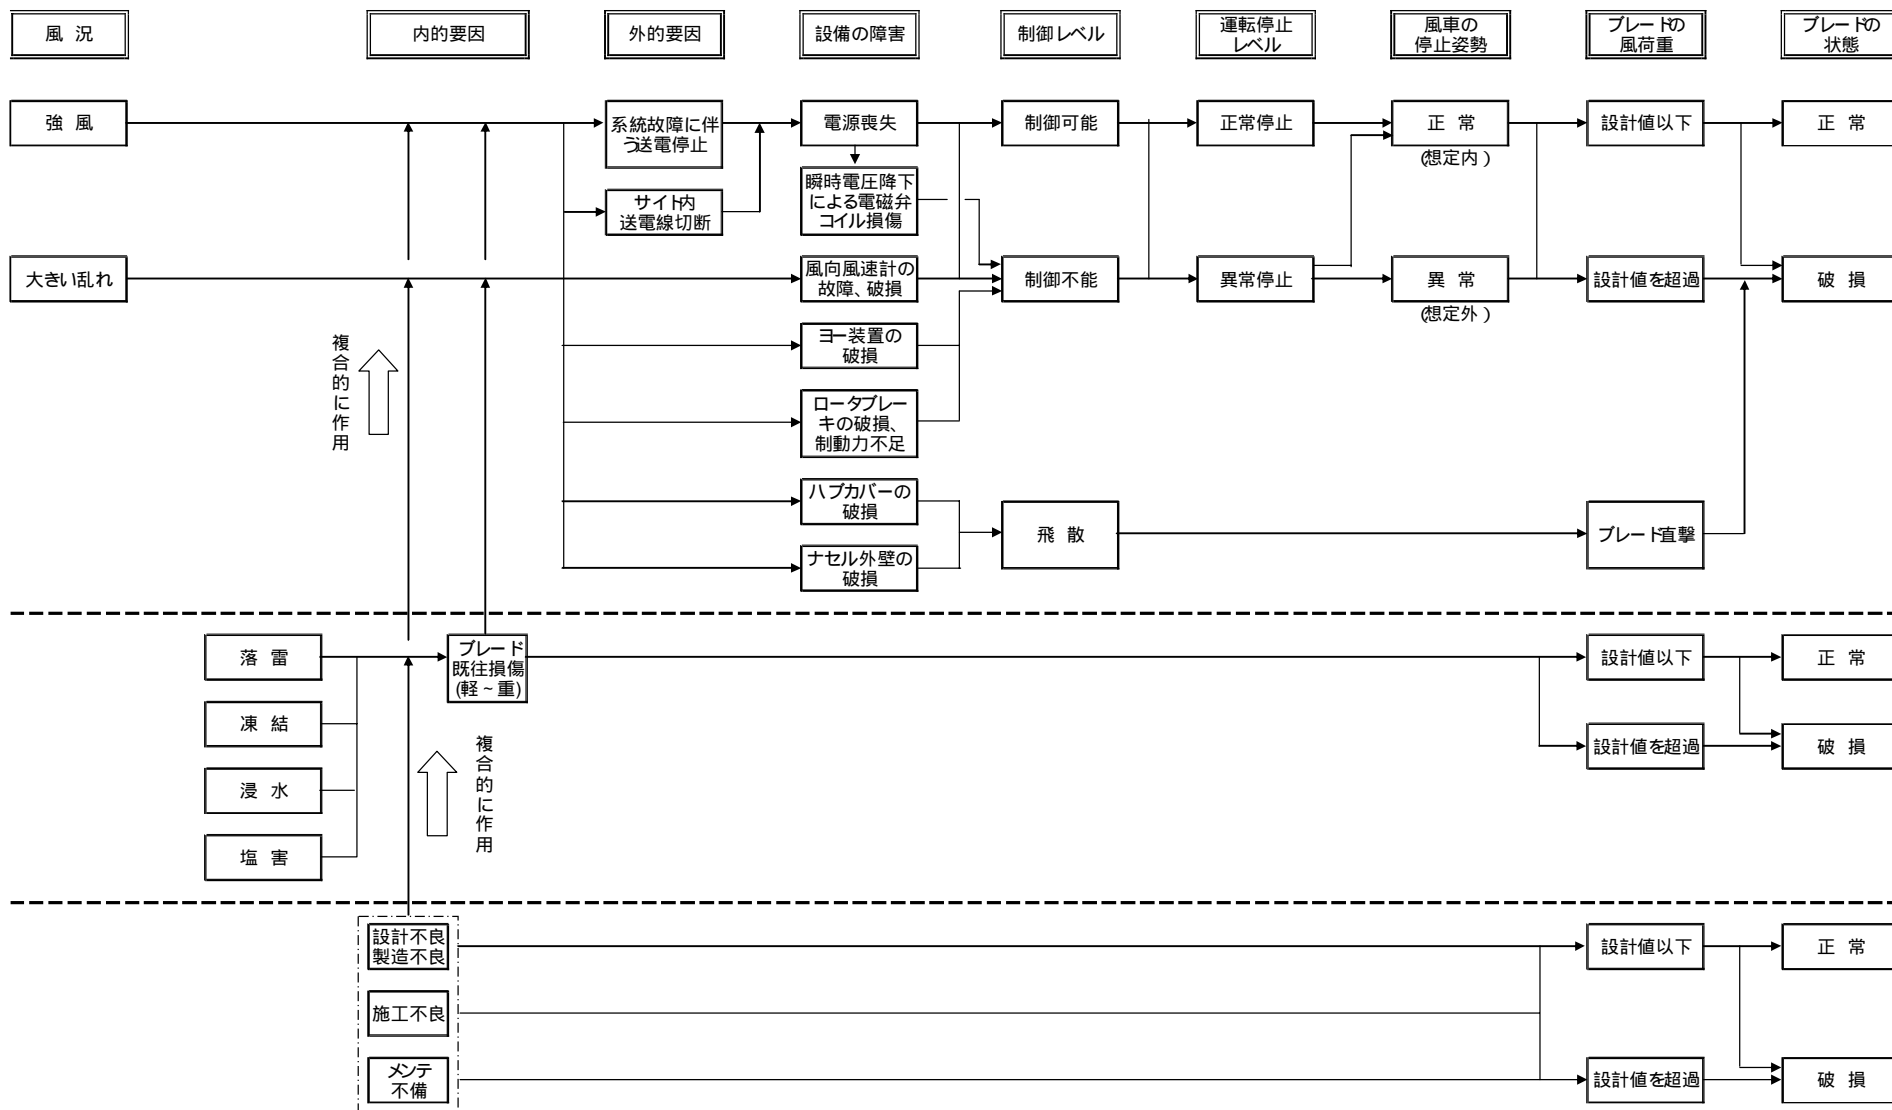 風 況
内的要因
外的要因
設備の障害
制御レベル
運転停止
レベル
風車の
停止姿勢
ブレードの
風荷重
ブレードの
状態
強 風
系統故障に伴
う送電停止
電源喪失
制御可能
正常停止
正 常
(想定内)
設計値以下
正 常
サイト内
送電線切断
瞬時電圧降下
による電磁弁
コイル損傷
大きい乱れ
風向風速計の
故障、破損
制御不能
異常停止
異 常
(想定外)
設計値を超過
破 損
複合的に作用
ヨー装置の
破損
ロータブレー
キの破損、
制動力不足
ハブカバーの
破損
飛 散
ブレード直撃
ナセル外壁の
破損
落 雷
ブレード
既往損傷
(軽~重)
設計値以下
正 常
凍 結
複合的に作用
設計値を超過
破 損
浸 水
塩 害
設計不良
製造不良
設計値以下
正 常
施工不良
メンテ
不備
設計値を超過
破 損